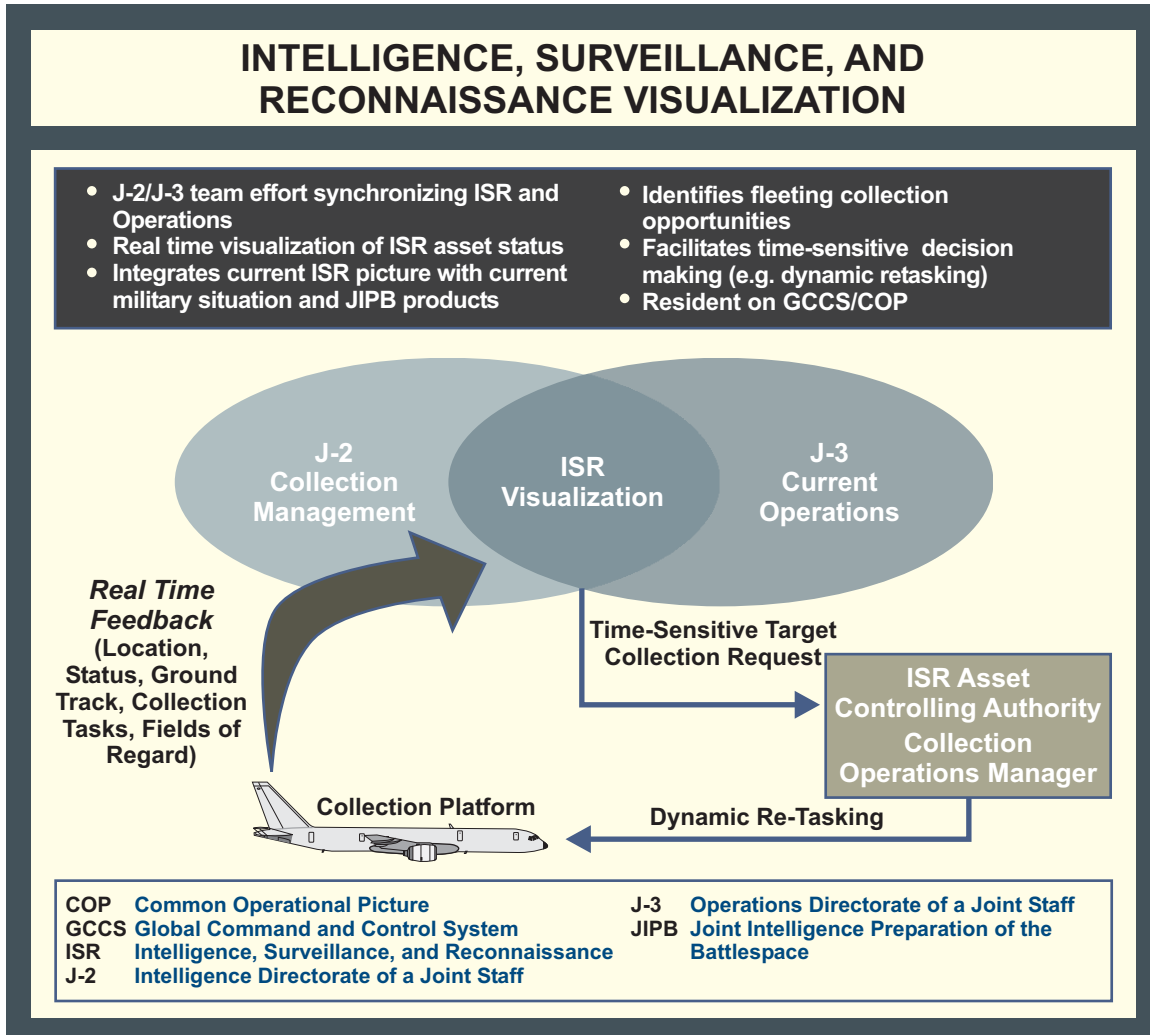 INTELLIGENCE, SURVEILLANCE, AND
RECONNAISSANCE VISUALIZATION
• J-2/J-3 team effort synchronizing ISR and
Operations
• Real time visualization of ISR asset status
• Integrates current ISR picture with current
military situation and JIPB products
• Identifies fleeting collection
opportunities
• Facilitates time-sensitive decision
making (e.g. dynamic retasking)
• Resident on GCCS/COP
J-2
Collection
Management
ISR
Visualization
J-3
Current
Operations
Real Time
Feedback
(Location,
Status, Ground
Track, Collection
Tasks, Fields of
Regard)
Time-Sensitive Target
Collection Request
ISR Asset
Controlling Authority
Collection
Operations Manager
Collection Platform
Dynamic Re-Tasking
COP Common Operational Picture
GCCS Global Command and Control System
ISR Intelligence, Surveillance, and Reconnaissance
J-2 Intelligence Directorate of a Joint Staff
J-3 Operations Directorate of a Joint Staff
JIPB Joint Intelligence Preparation of the
Battlespace